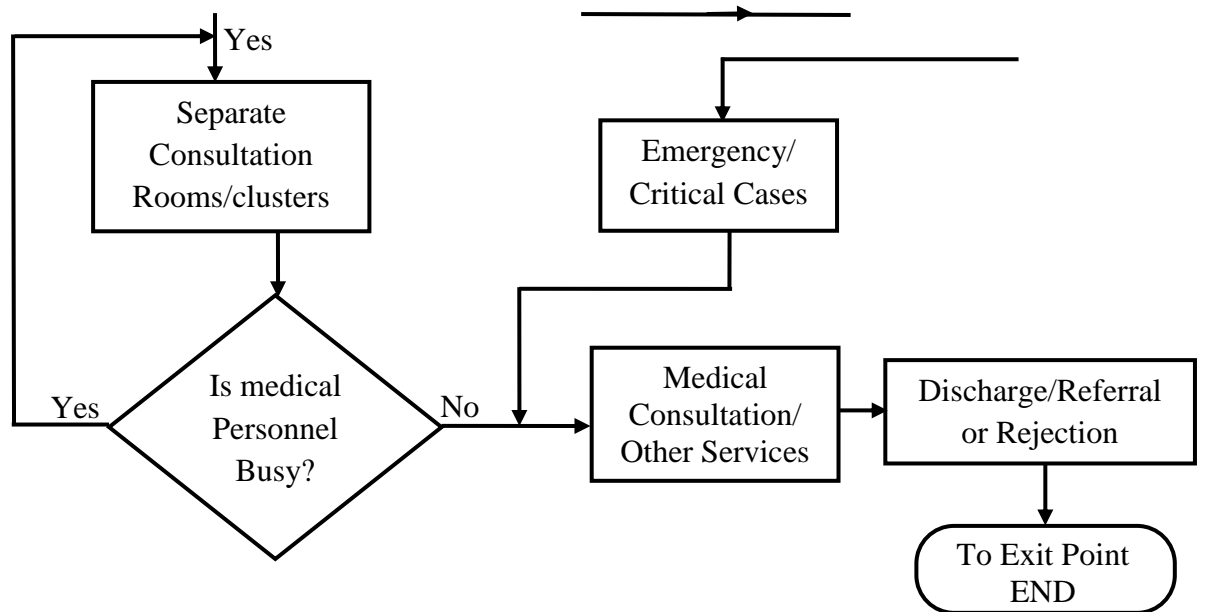 Yes
Separate
Consultation
Rooms/clusters
Emergency/
Critical Cases
Is medical
Personnel
Busy?
Yes
No
Medical
Consultation/
Other Services
Discharge/Referral
or Rejection
To Exit Point
END